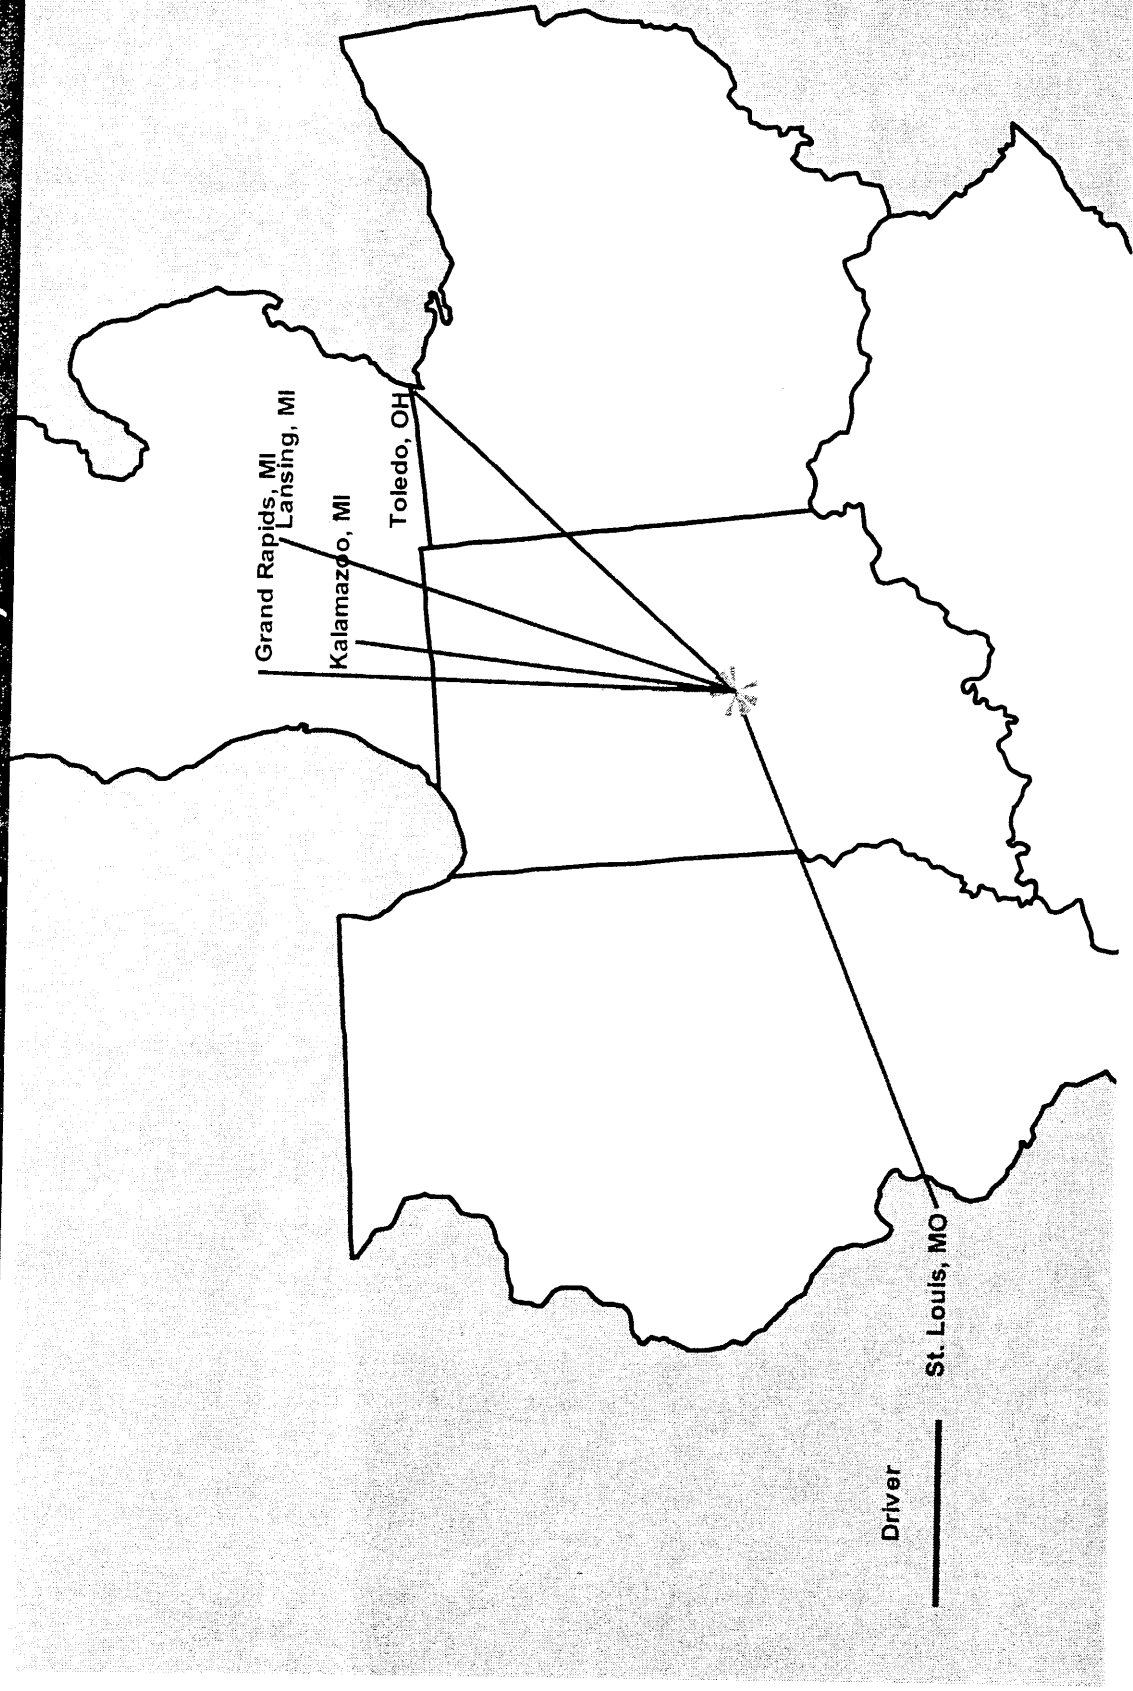 Grand Rapids, MI
Lansing, MI
Kalamazoo, MI
Toledo, OH
St. Louis, MO
Driver